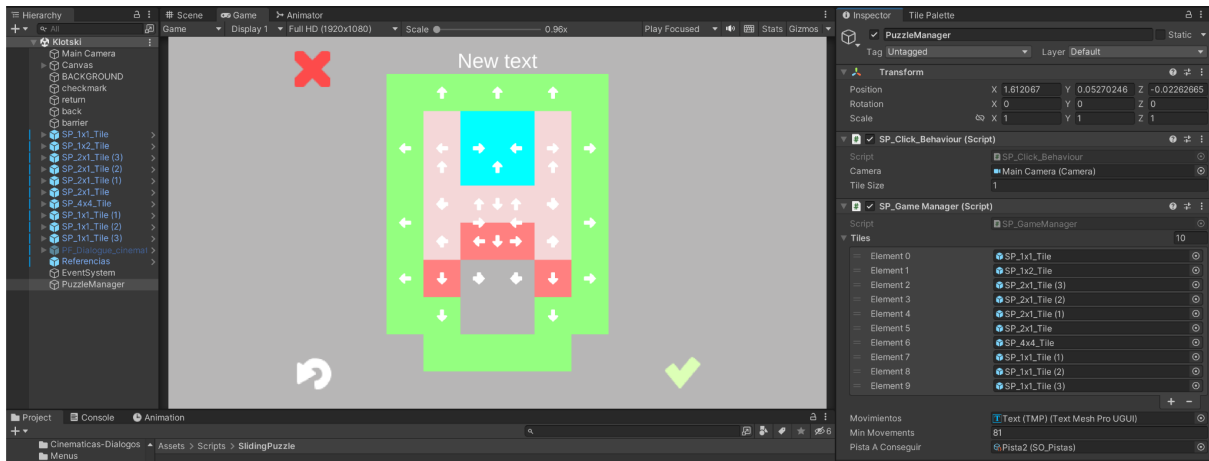 Hierarchy
All
Klotski
Main Camera
Canvas
BACKGROUND
checkmark
return
back
barrier
SP_1x1_Tile
SP_1x2_Tile
SP_2x1_Tile (3)
SP_2x1_Tile (2)
SP_2x1_Tile (1)
SP_2x1_Tile
SP_4x4_Tile
SP_1x1_Tile (1)
SP_1x1_Tile (2)
SP_1x1_Tile (3)
PF_Dialogue_cinemat
Referencias
EventSystem
PuzzleManager
Scene Game Animator
Game Display 1 Full HD (1920x1080) Scale 0.96x Play Focused Stats Gizmos
New text
Project Console Animation
6
Cinematicas-Dialogos
Menus
Assets > Scripts > SlidingPuzzle
Inspector Tile Palette
PuzzleManager Static
Tag Untagged Layer Default
Transform
Position X 1.612067 Y 0.05270246 Z -0.02262665
Rotation X 0 Y 0 Z 0
Scale X 1 Y 1 Z 1
SP_Click_Behaviour (Script)
Script SP_Click_Behaviour
Camera Main Camera (Camera)
Tile Size 1
SP_Game Manager (Script)
Script SP_GameManager
Tiles 10
Element 0 SP_1x1_Tile
Element 1 SP_1x2_Tile
Element 2 SP_2x1_Tile (3)
Element 3 SP_2x1_Tile (2)
Element 4 SP_2x1_Tile (1)
Element 5 SP_2x1_Tile
Element 6 SP_4x4_Tile
Element 7 SP_1x1_Tile (1)
Element 8 SP_1x1_Tile (2)
Element 9 SP_1x1_Tile (3)
Movimientos Text (TMP) (Text Mesh Pro UGUI)
Min Movements 81
Pista A Conseguir Pista2 (SO_Pistas)